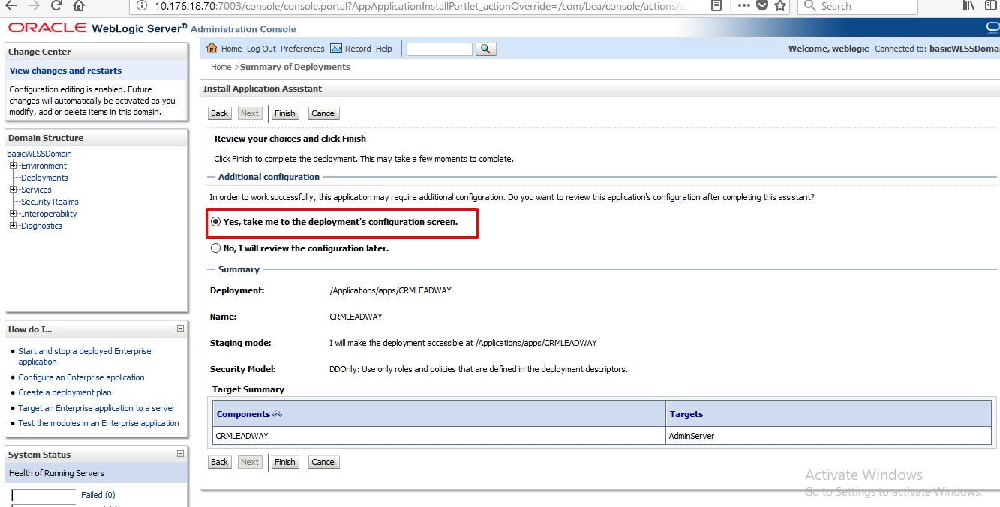 10.176.18.70:7003/console/console.portal?AppApplicationInstallPortlet_actionOverride=/com/bea/console/actions/a
Search
ORACLE WebLogic Server® Administration Console
Change Center
View changes and restarts
Configuration editing is enabled. Future
changes will automatically be activated as you
modify, add or delete items in this domain.
Domain Structure
basicWLSSDomain
Environment
Deployments
Services
Security Realms
Interoperability
Diagnostics
How do I...
Start and stop a deployed Enterprise
application
Configure an Enterprise application
Create a deployment plan
Target an Enterprise application to a server
Test the modules in an Enterprise application
System Status
Health of Running Servers
Failed (0)
Home Log Out Preferences Record Help
Welcome, weblogic Connected to: basicWLSSDomai
Home >Summary of Deployments
Install Application Assistant
Back Next Finish Cancel
Review your choices and click Finish
Click Finish to complete the deployment. This may take a few moments to complete.
Additional configuration
In order to work successfully, this application may require additional configuration. Do you want to review this application's configuration after completing this assistant?
Yes, take me to the deployment's configuration screen.
No, I will review the configuration later.
Summary
Deployment: /Applications/apps/CRMLEADWAY
Name: CRMLEADWAY
Staging mode: I will make the deployment accessible at /Applications/apps/CRMLEADWAY
Security Model: DDOnly: Use only roles and policies that are defined in the deployment descriptors.
Target Summary
Components Targets
CRMLEADWAY AdminServer
Back Next Finish Cancel
Activate Windows
Go to Settings to activate Windows.